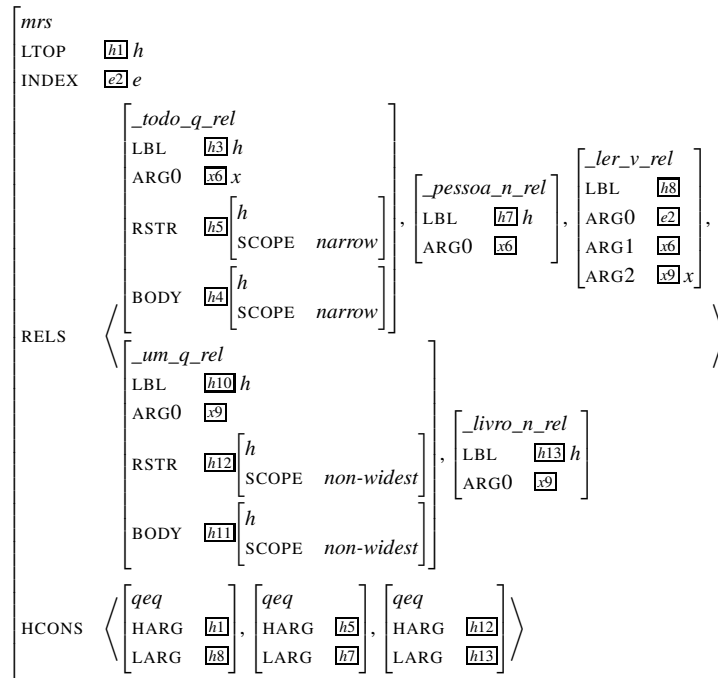 mrs
LTOP h1 h
INDEX e2 e
RELS
_todo_q_rel
LBL h3 h
ARG0 x6 x
RSTR h5 h
SCOPE narrow
BODY h4 h
SCOPE narrow
,
_pessoa_n_rel
LBL h7 h
ARG0 x6
,
_ler_v_rel
LBL h8
ARG0 e2
ARG1 x6
ARG2 x9 x
,
_um_q_rel
LBL h10 h
ARG0 x9
RSTR h12 h
SCOPE non-widest
BODY h11 h
SCOPE non-widest
,
_livro_n_rel
LBL h13 h
ARG0 x9
HCONS
qeq
HARG h1
LARG h8
,
qeq
HARG h5
LARG h7
,
qeq
HARG h12
LARG h13